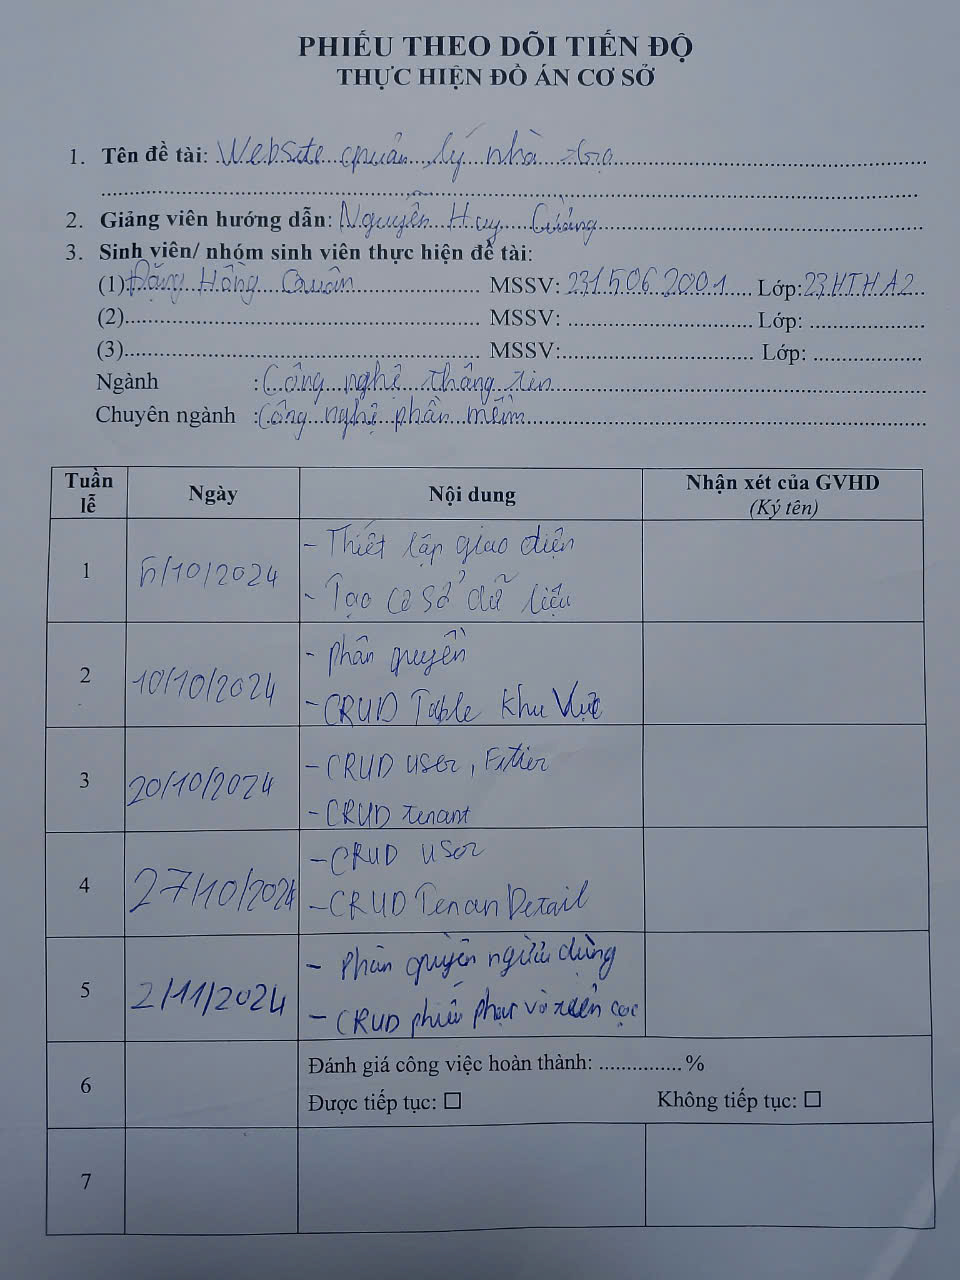 PHIẾU THEO DÕI TIẾN ĐỘ
THỰC HIỆN ĐỒ ÁN CƠ SỞ
1. Tên đề tài: Website quản lý nhà trọ
2. Giảng viên hướng dẫn: Nguyễn Huy Cường
3. Sinh viên/ nhóm sinh viên thực hiện đề tài:
(1) Đặng Hồng Quân MSSV: 2315062001 Lớp: 23HTHA2
(2)........ MSSV: ........ Lớp: ........
(3)........ MSSV:........ Lớp: ........
Ngành : Công nghệ thông tin
Chuyên ngành : Công nghệ phần mềm
Tuần lễ Ngày Nội dung Nhận xét của GVHD (Ký tên)
1 5/10/2024 - Thiết lập giao diện
- Tạo cơ sở dữ liệu
2 10/10/2024 - phân quyền
- CRUD Table Khu Vực
3 20/10/2024 - CRUD user,
- CRUD tenant
4 27/10/2024 - CRUD user
- CRUD Tenan Detail
5 2/11/2024 - phân quyền người dùng
- CRUD phiếu phạt và tiền cọc
6 Đánh giá công việc hoàn thành: ...............%
Được tiếp tục: ☐ Không tiếp tục: ☐
7